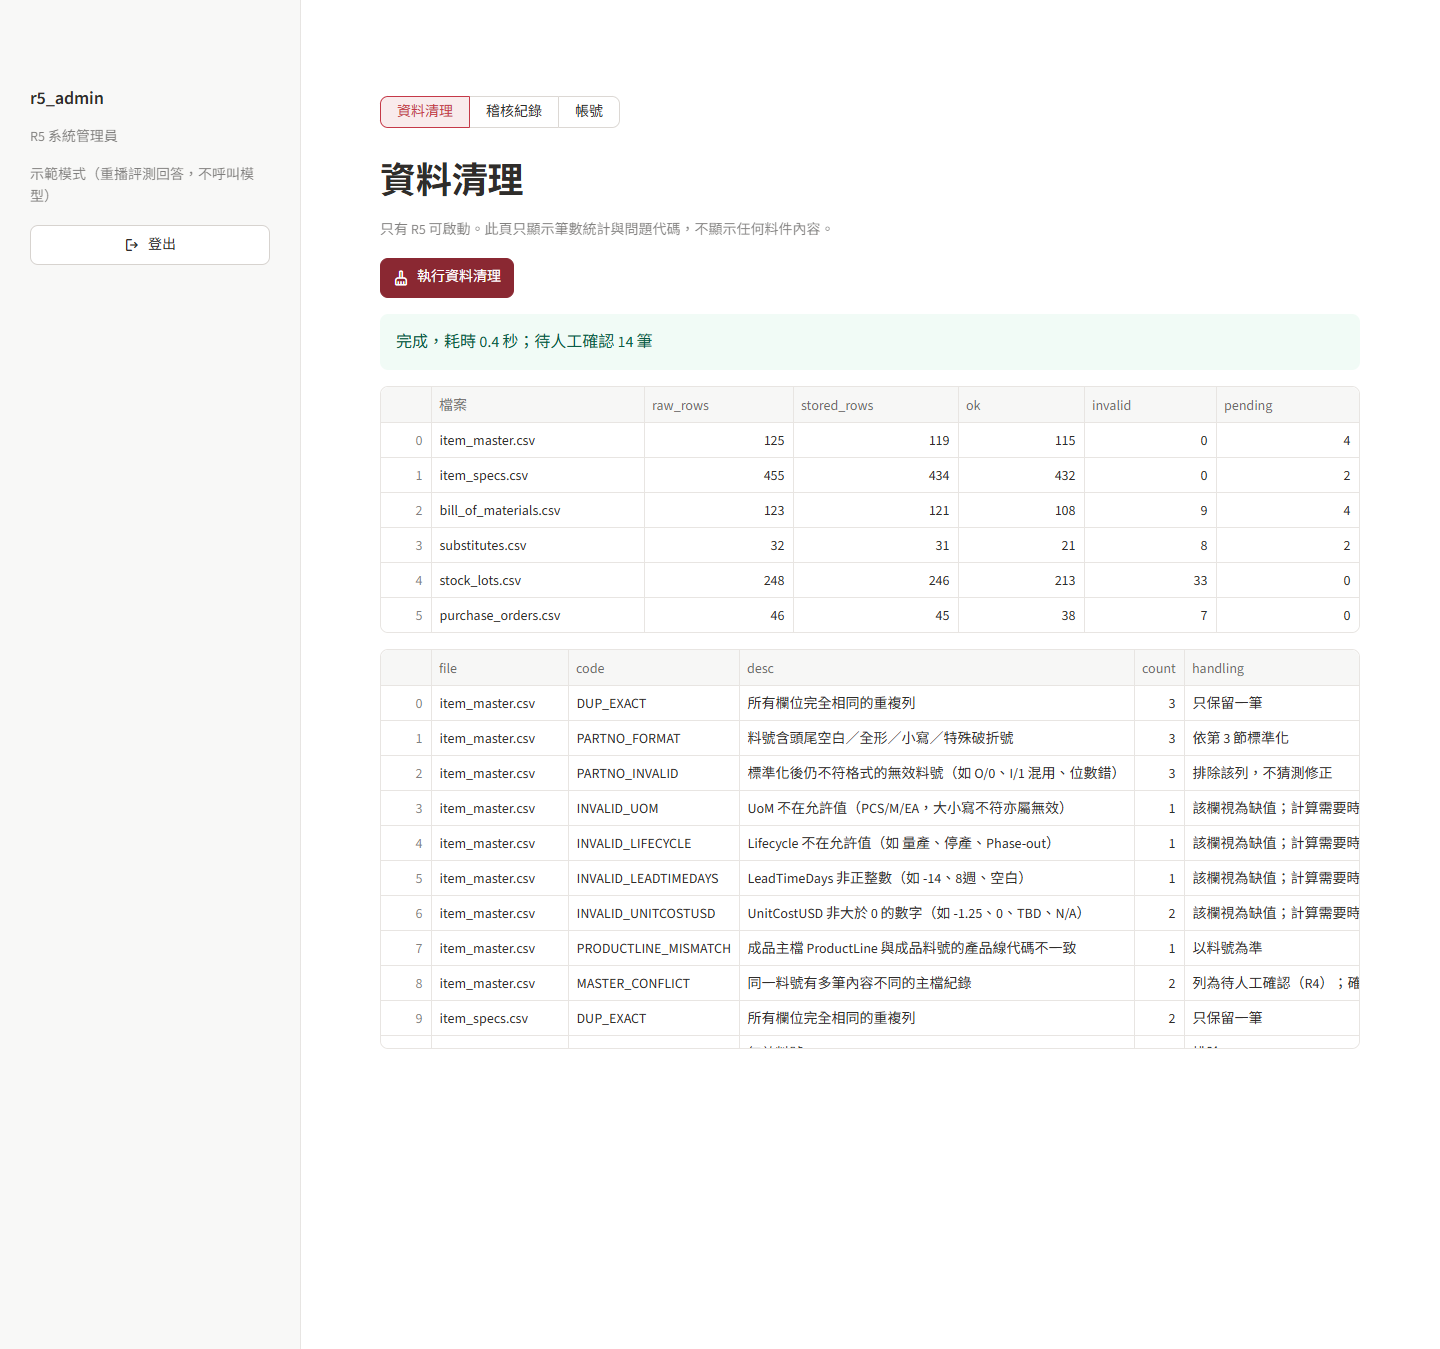 r5_admin
R5 系統管理員
示範模式（重播評測回答，不呼叫模
型）
登出
資料清理 稽核紀錄 帳號
資料清理
只有 R5 可啟動。此頁只顯示筆數統計與問題代碼，不顯示任何料件內容。
執行資料清理
完成，耗時 0.4 秒；待人工確認 14 筆
檔案 raw_rows stored_rows ok invalid pending
0 item_master.csv 125 119 115 0 4
1 item_specs.csv 455 434 432 0 2
2 bill_of_materials.csv 123 121 108 9 4
3 substitutes.csv 32 31 21 8 2
4 stock_lots.csv 248 246 213 33 0
5 purchase_orders.csv 46 45 38 7 0
file code desc count handling
0 item_master.csv DUP_EXACT 所有欄位完全相同的重複列 3 只保留一筆
1 item_master.csv PARTNO_FORMAT 料號含頭尾空白／全形／小寫／特殊破折號 3 依第 3 節標準化
2 item_master.csv PARTNO_INVALID 標準化後仍不符格式的無效料號（如 O/0、I/1 混用、位數錯） 3 排除該列，不猜測修正
3 item_master.csv INVALID_UOM UoM 不在允許值（PCS/M/EA，大小寫不符亦屬無效） 1 該欄視為缺值；計算需要時
4 item_master.csv INVALID_LIFECYCLE Lifecycle 不在允許值（如 量產、停產、Phase-out） 1 該欄視為缺值；計算需要時
5 item_master.csv INVALID_LEADTIMEDAYS LeadTimeDays 非正整數（如 -14、8週、空白） 1 該欄視為缺值；計算需要時
6 item_master.csv INVALID_UNITCOSTUSD UnitCostUSD 非大於 0 的數字（如 -1.25、0、TBD、N/A） 2 該欄視為缺值；計算需要時
7 item_master.csv PRODUCTLINE_MISMATCH 成品主檔 ProductLine 與成品料號的產品線代碼不一致 1 以料號為準
8 item_master.csv MASTER_CONFLICT 同一料號有多筆內容不同的主檔紀錄 2 列為待人工確認（R4）；確
9 item_specs.csv DUP_EXACT 所有欄位完全相同的重複列 2 只保留一筆